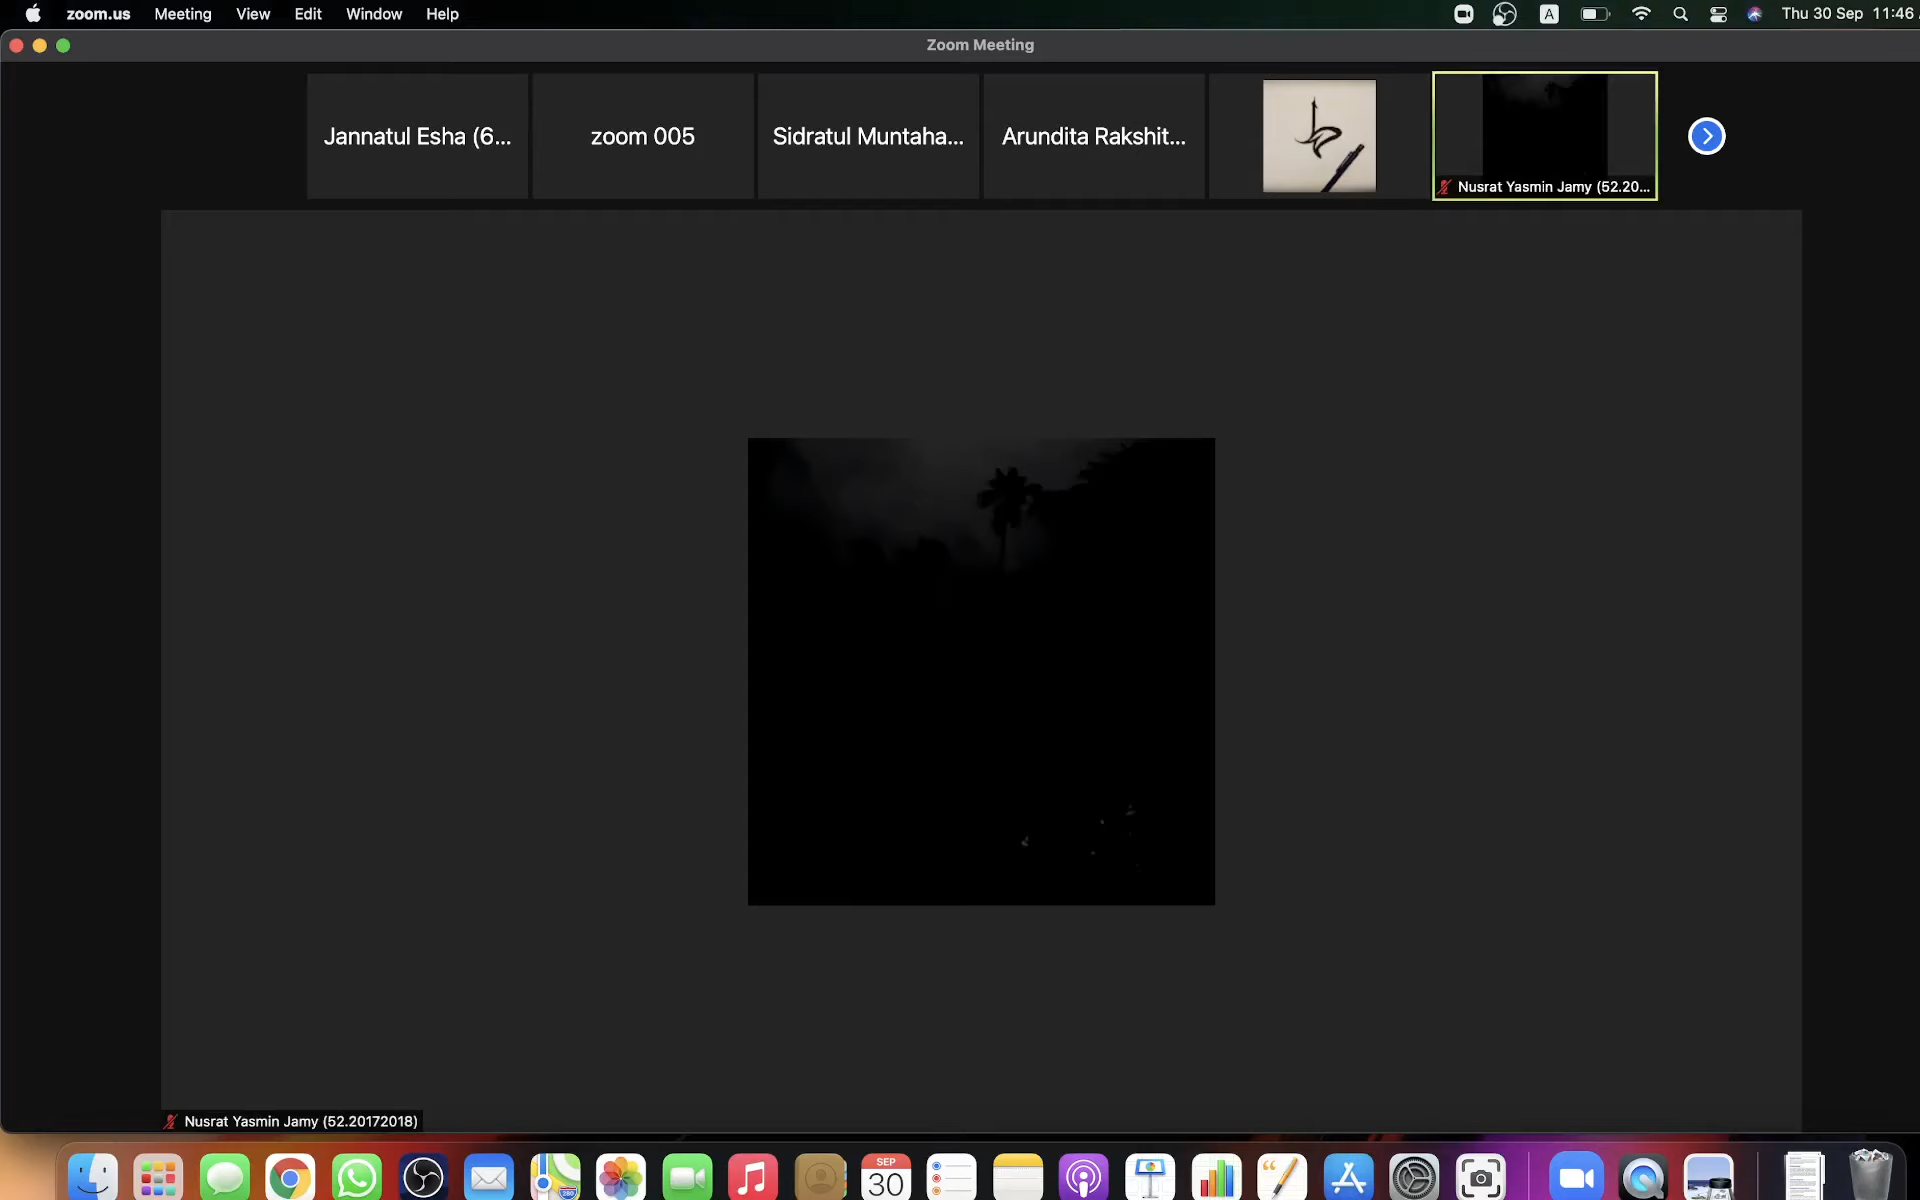 zoom.us Meeting View Edit Window Help A Thu 30 Sep 11:46
Zoom Meeting
Jannatul Esha (6... zoom 005 Sidratul Muntaha... Arundita Rakshit...
Nusrat Yasmin Jamy (52.20...
Nusrat Yasmin Jamy (52.20172018)
SEP
30
280